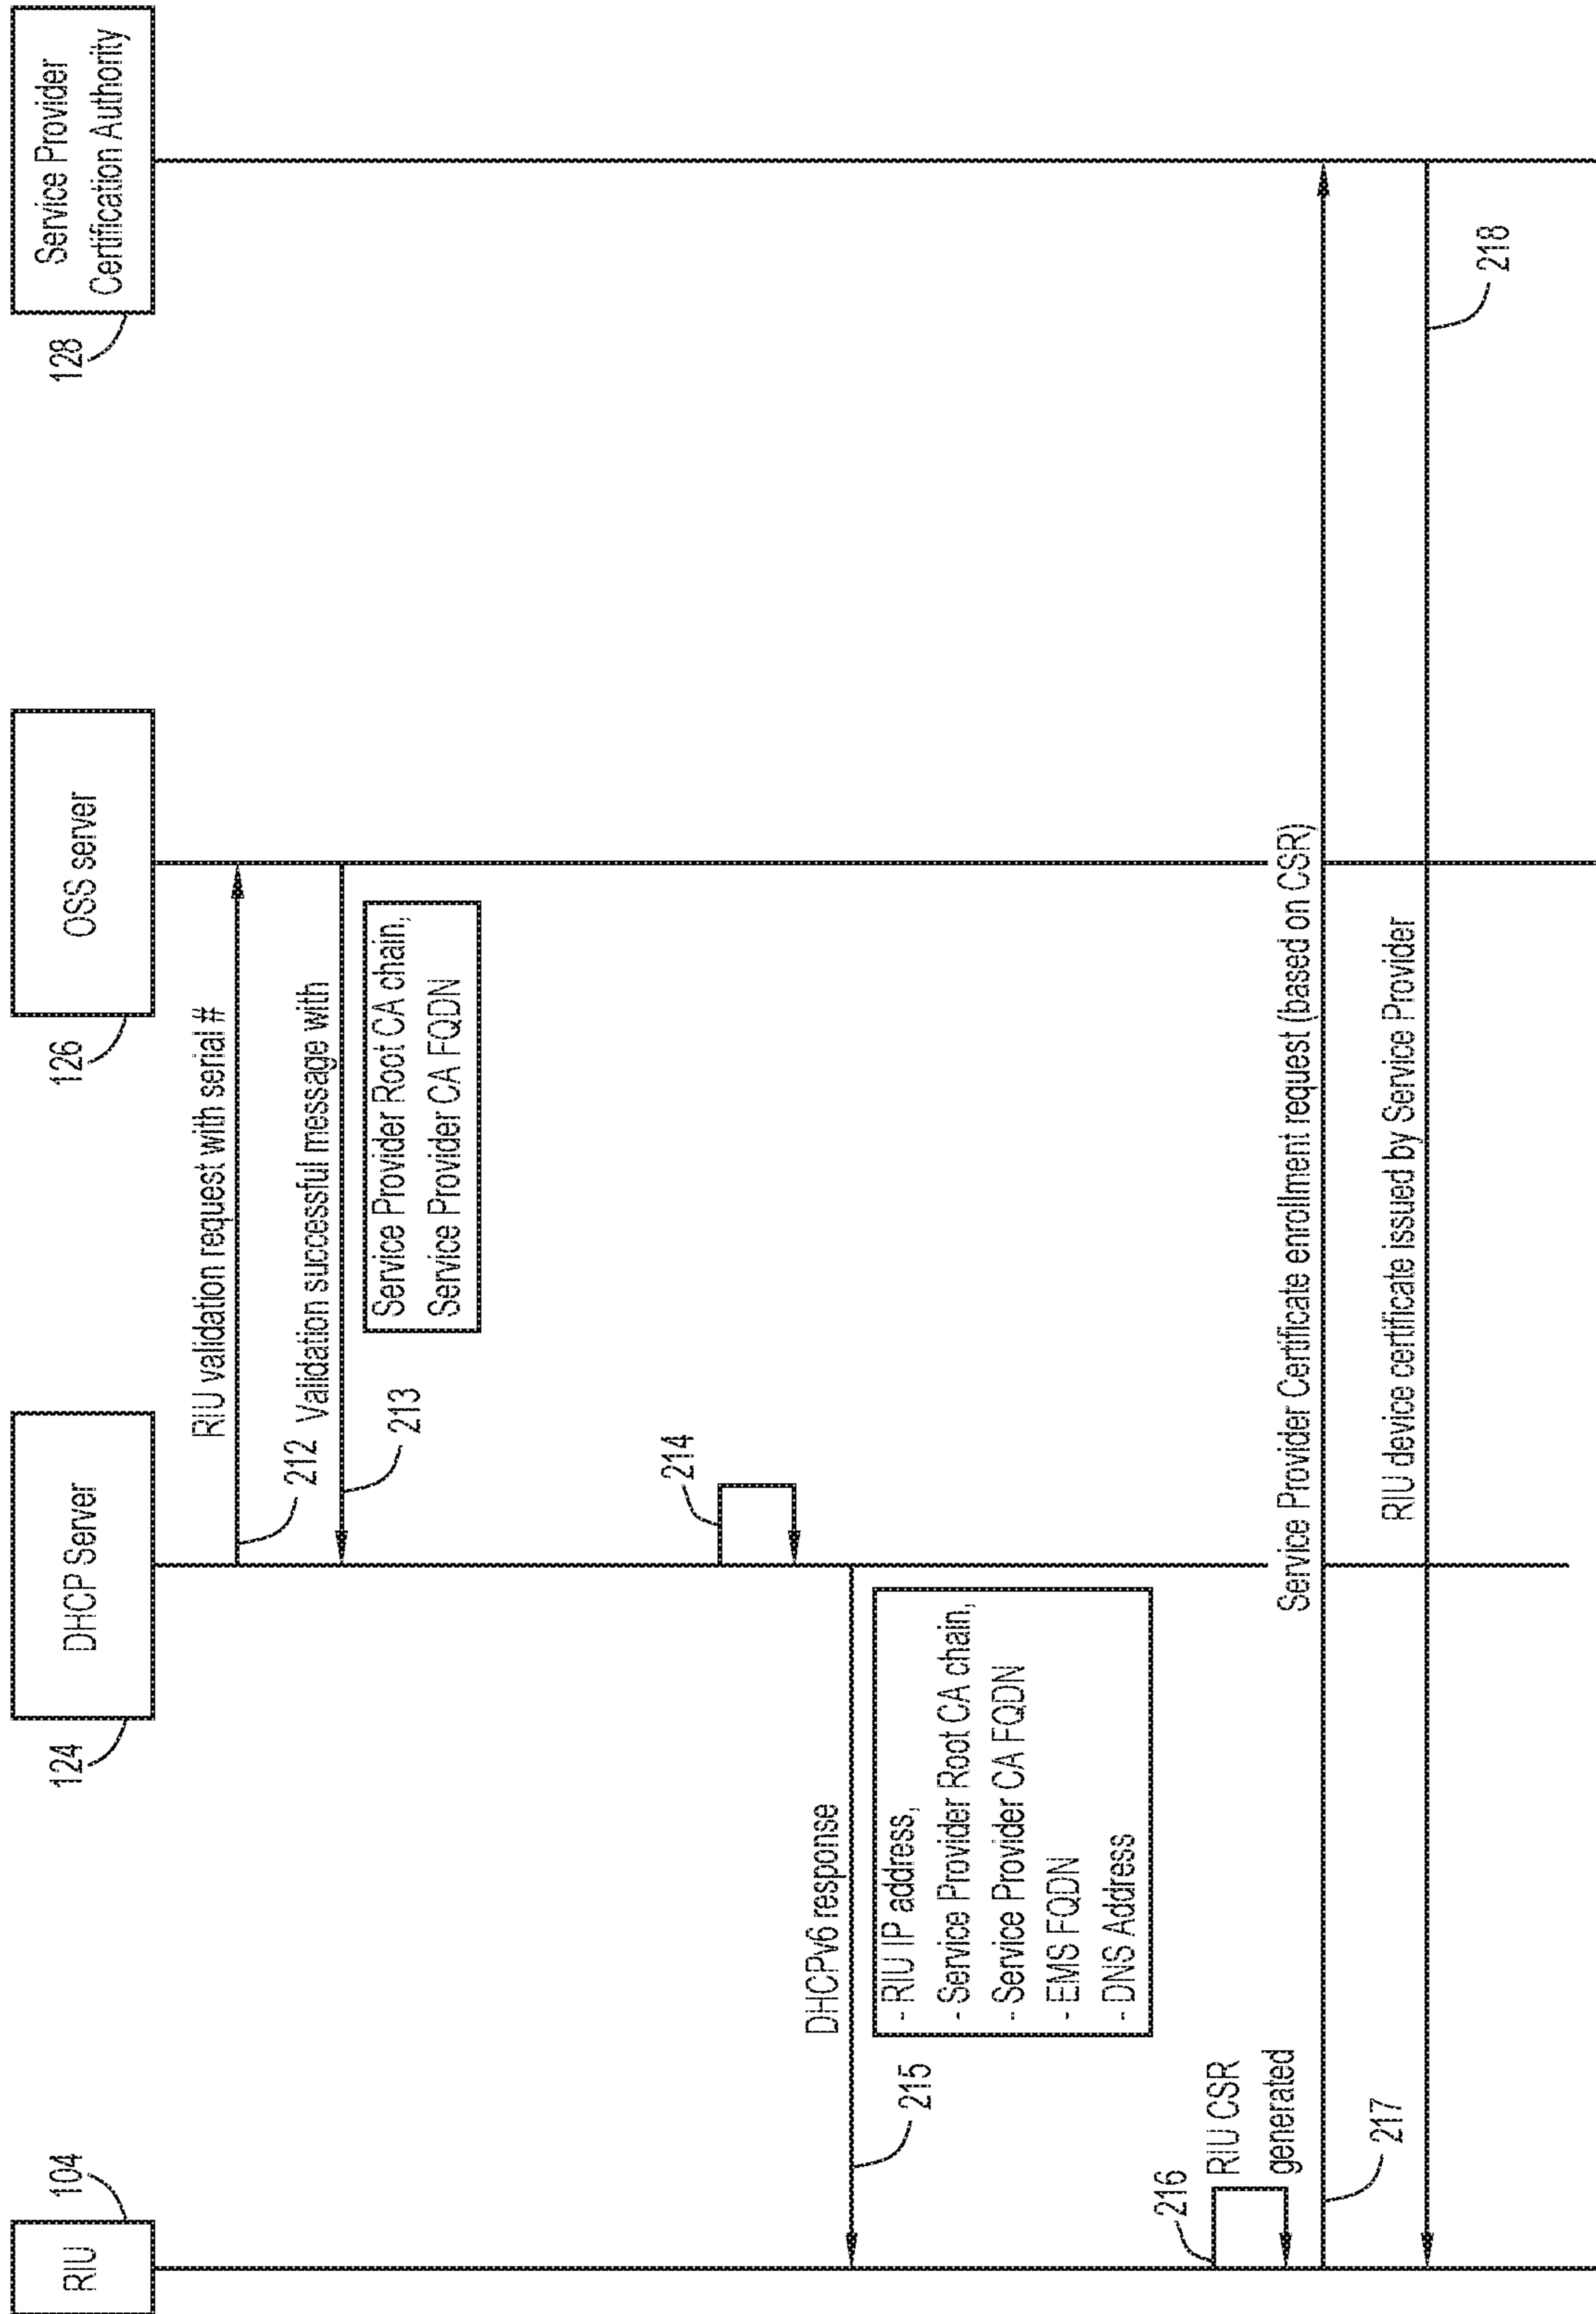 RIU
104
DHCP Server
124
OSS server
126
Service Provider
Certification Authority
128
RIU validation request with serial #
212
Validation successful message with
213
Service Provider Root CA chain,
Service Provider CA FQDN
214
DHCPv6 response
215
- RIU IP address,
- Service Provider Root CA chain,
- Service Provider CA FQDN
- EMS FQDN
- DNS Address
216
RIU CSR
generated
Service Provider Certificate enrollment request (based on CSR)
217
RIU device certificate issued by Service Provider
218